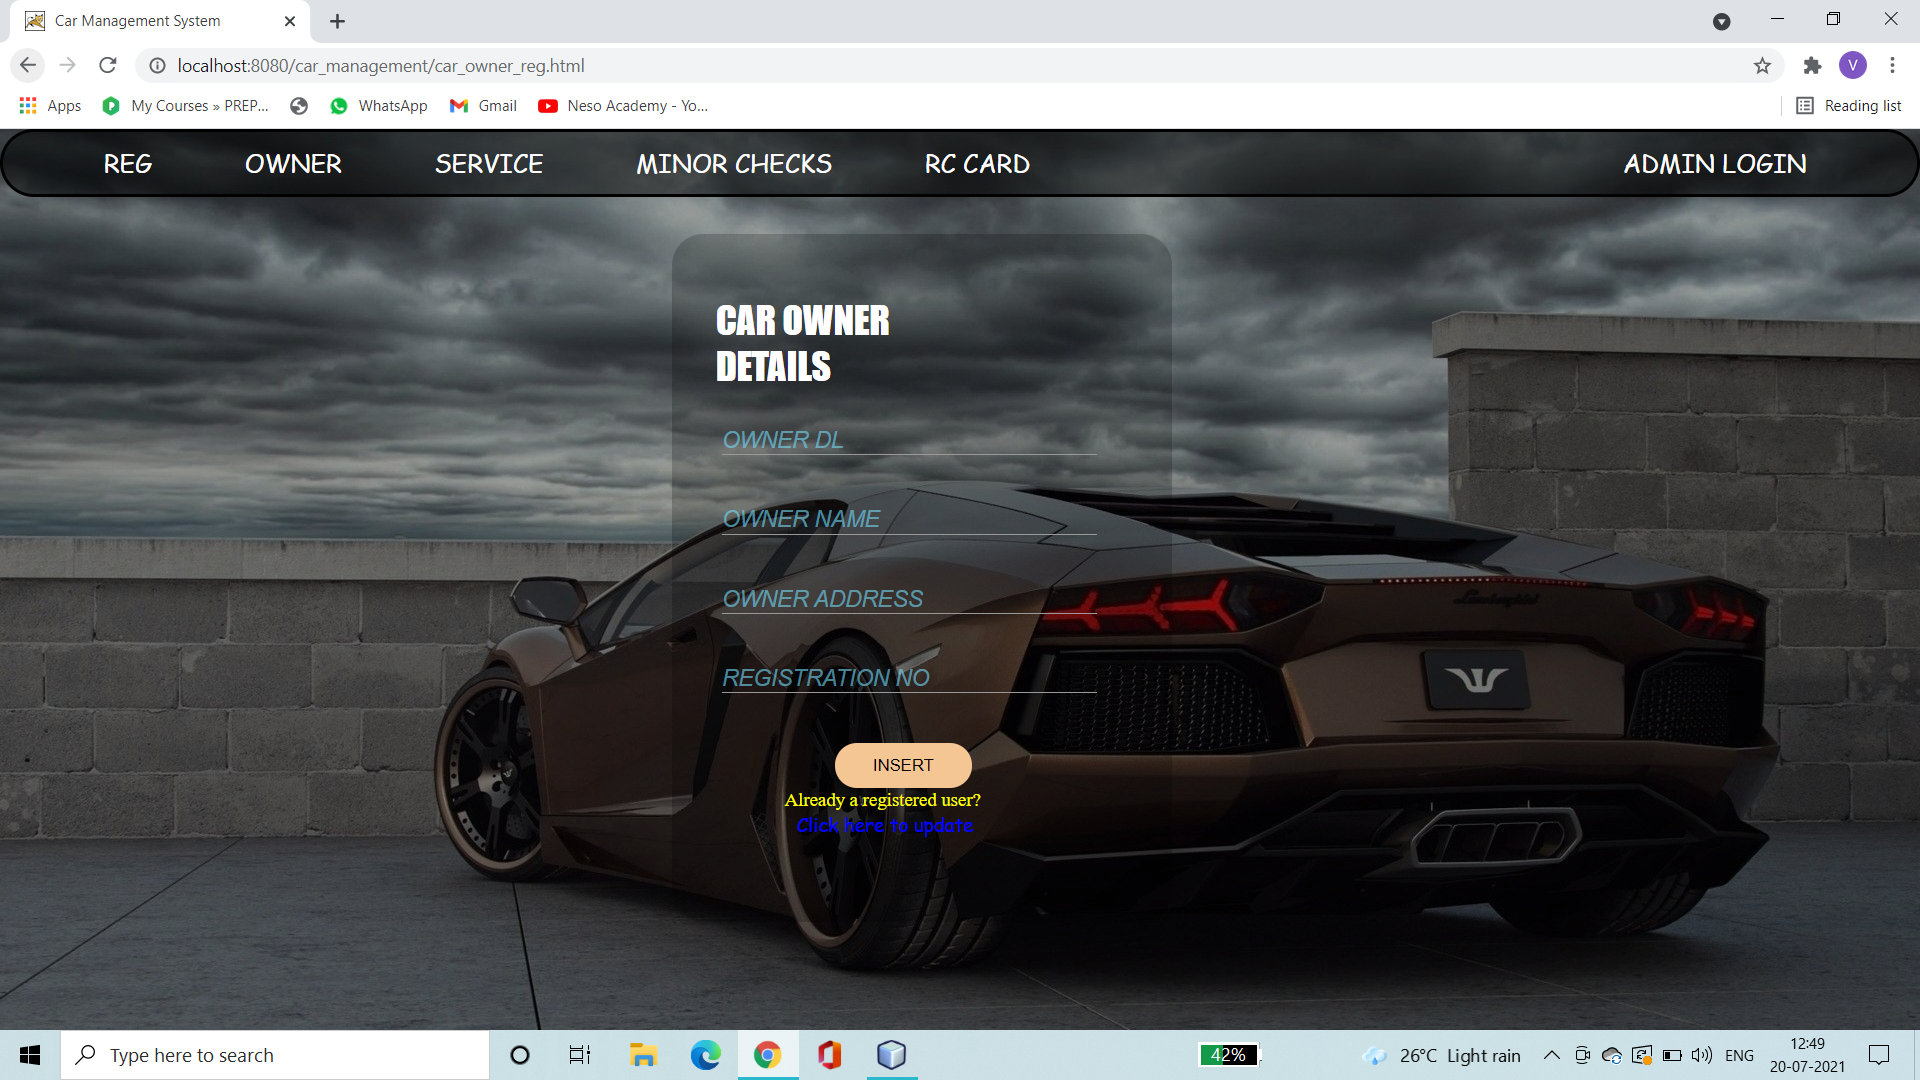 Car Management System
localhost:8080/car_management/car_owner_reg.html
V
Apps
My Courses » PREP...
WhatsApp
Gmail
Neso Academy - Yo...
Reading list
REG
OWNER
SERVICE
MINOR CHECKS
RC CARD
ADMIN LOGIN
CAR OWNER
DETAILS
OWNER DL
OWNER NAME
OWNER ADDRESS
REGISTRATION NO
INSERT
Already a registered user?
Click here to update
Lamborghini
Type here to search
42%
26°C Light rain
ENG
12:49
20-07-2021